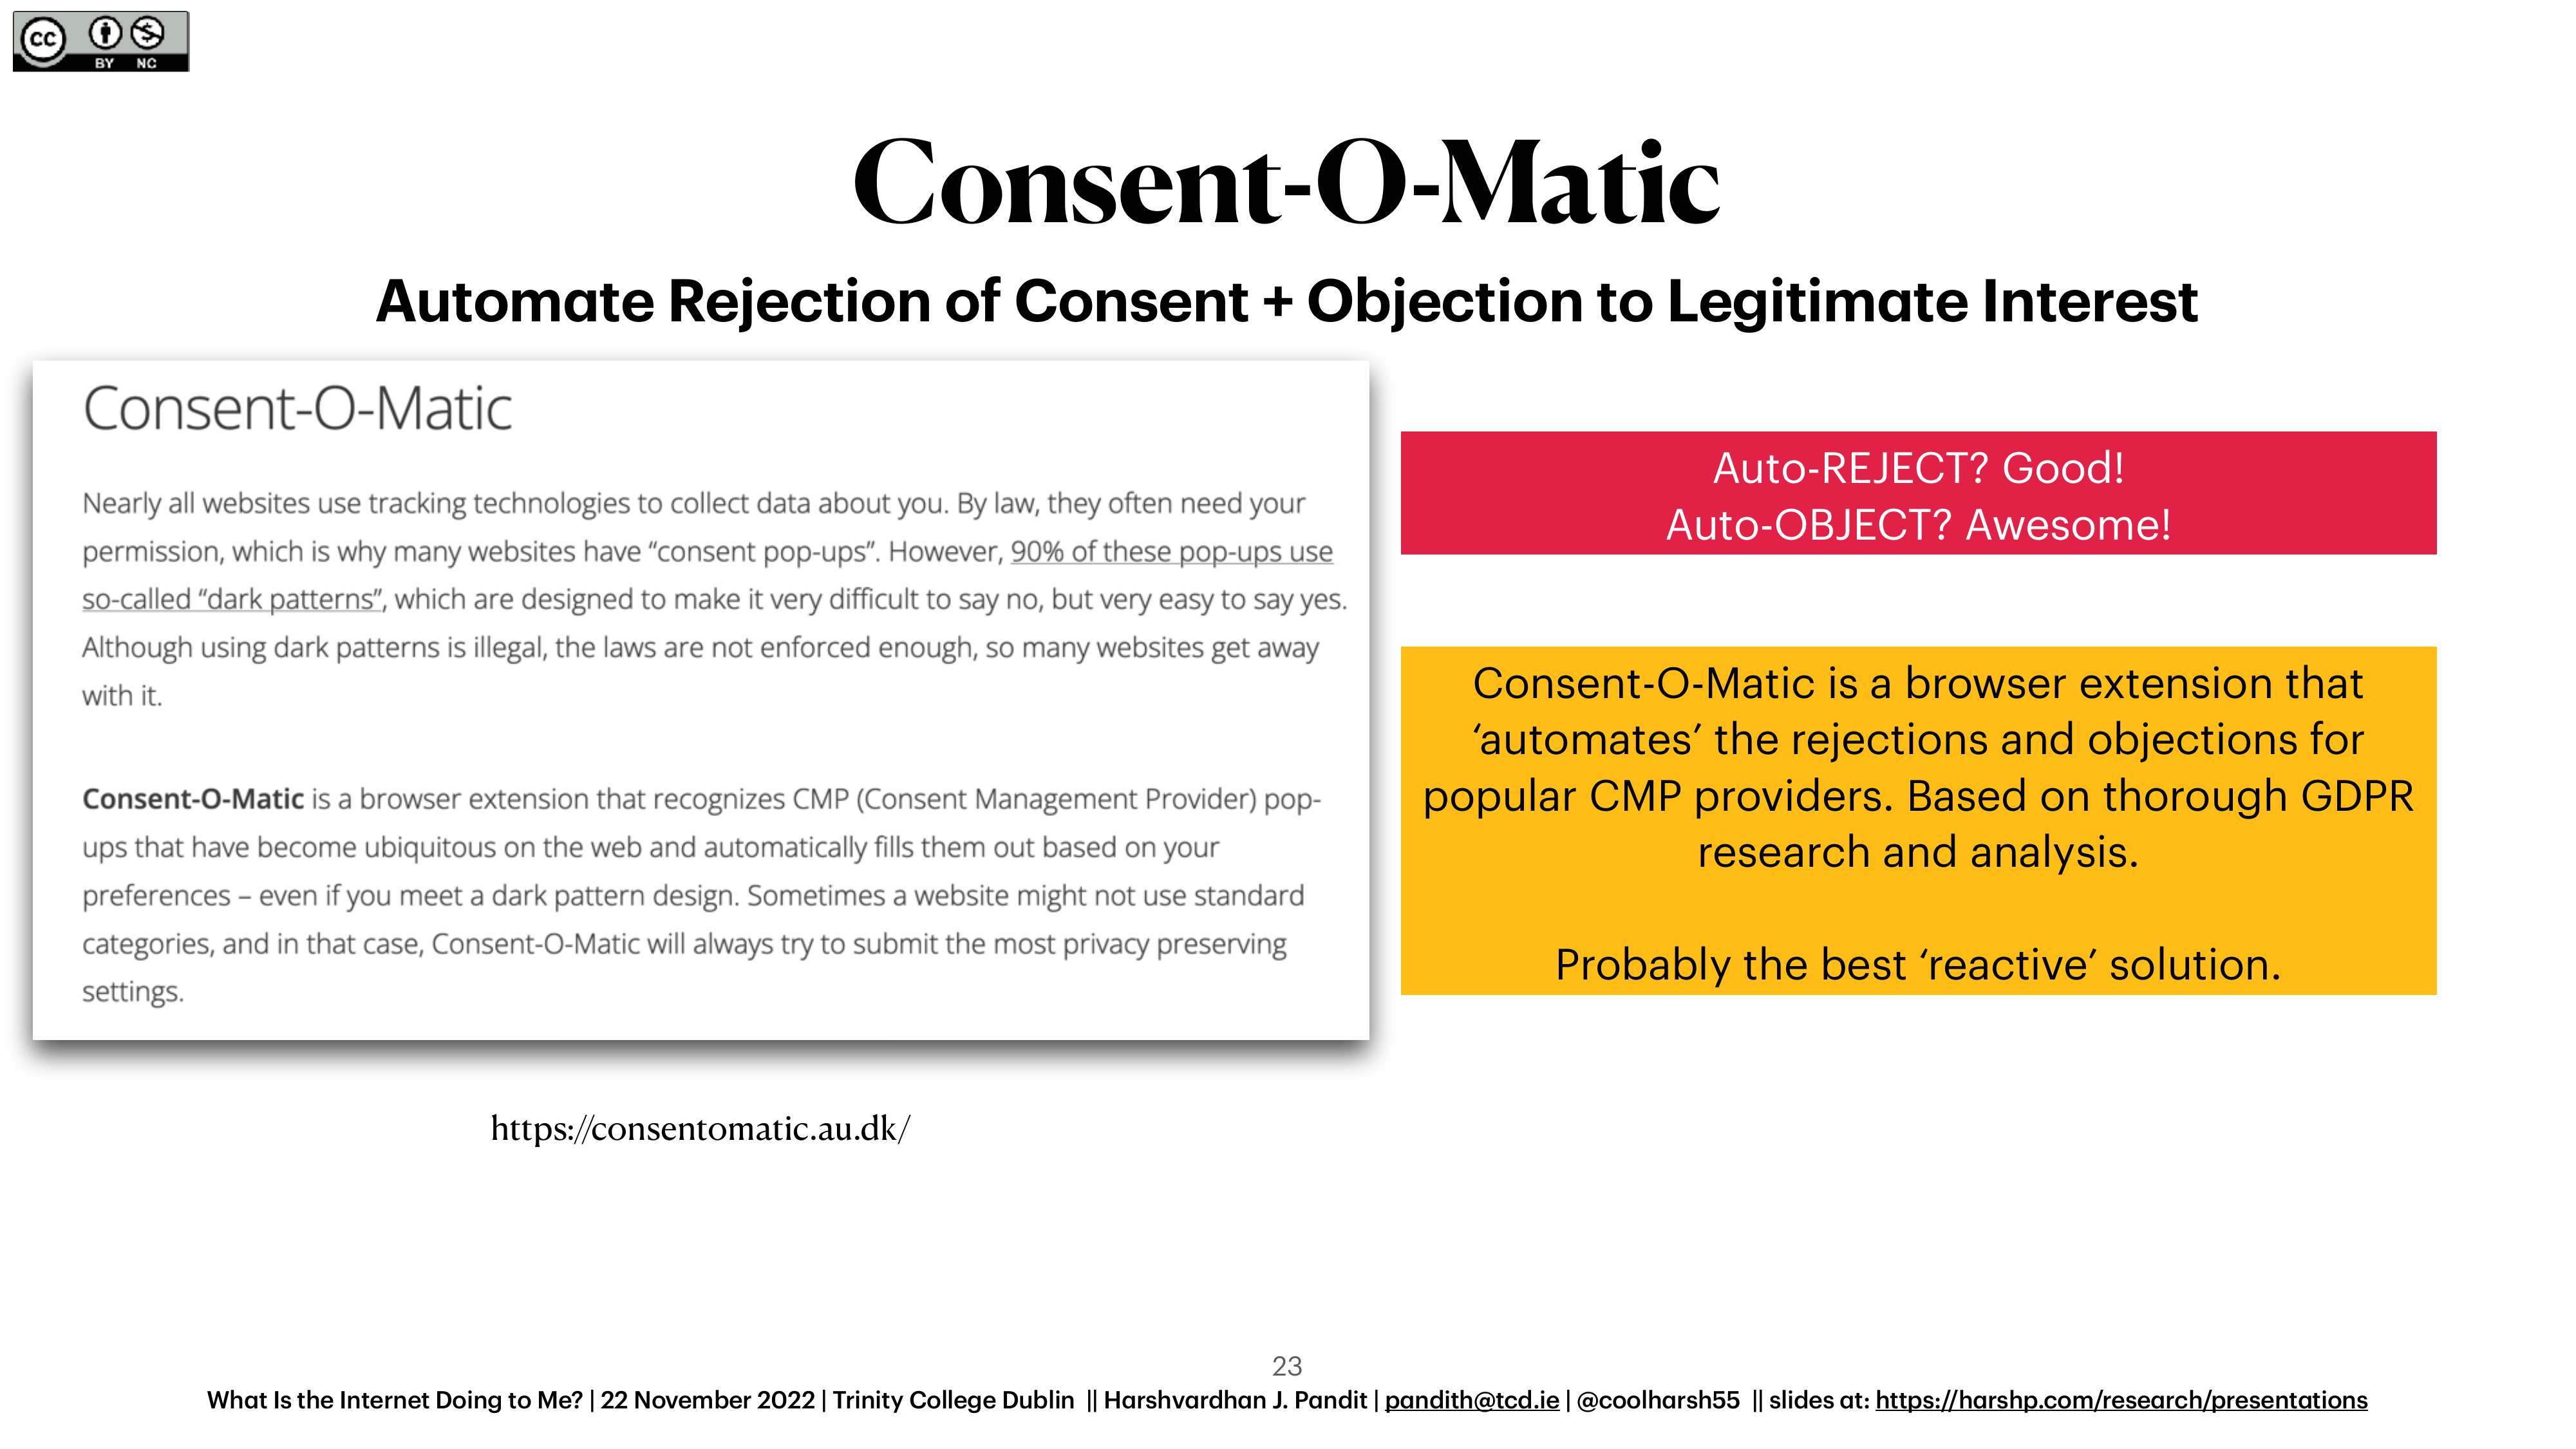 cc
BY NC
Consent-O-Matic
Automate Rejection of Consent + Objection to Legitimate Interest
Consent-O-Matic
Nearly all websites use tracking technologies to collect data about you. By law, they often need your
permission, which is why many websites have “consent pop-ups”. However, 90% of these pop-ups use
so-called “dark patterns”, which are designed to make it very difficult to say no, but very easy to say yes.
Although using dark patterns is illegal, the laws are not enforced enough, so many websites get away
with it.
Consent-O-Matic is a browser extension that recognizes CMP (Consent Management Provider) pop-
ups that have become ubiquitous on the web and automatically fills them out based on your
preferences – even if you meet a dark pattern design. Sometimes a website might not use standard
categories, and in that case, Consent-O-Matic will always try to submit the most privacy preserving
settings.
https://consentomatic.au.dk/
Auto-REJECT? Good!
Auto-OBJECT? Awesome!
Consent-O-Matic is a browser extension that
‘automates’ the rejections and objections for
popular CMP providers. Based on thorough GDPR
research and analysis.
Probably the best ‘reactive’ solution.
23
What Is the Internet Doing to Me? | 22 November 2022 | Trinity College Dublin || Harshvardhan J. Pandit | pandith@tcd.ie | @coolharsh55 || slides at: https://harshp.com/research/presentations